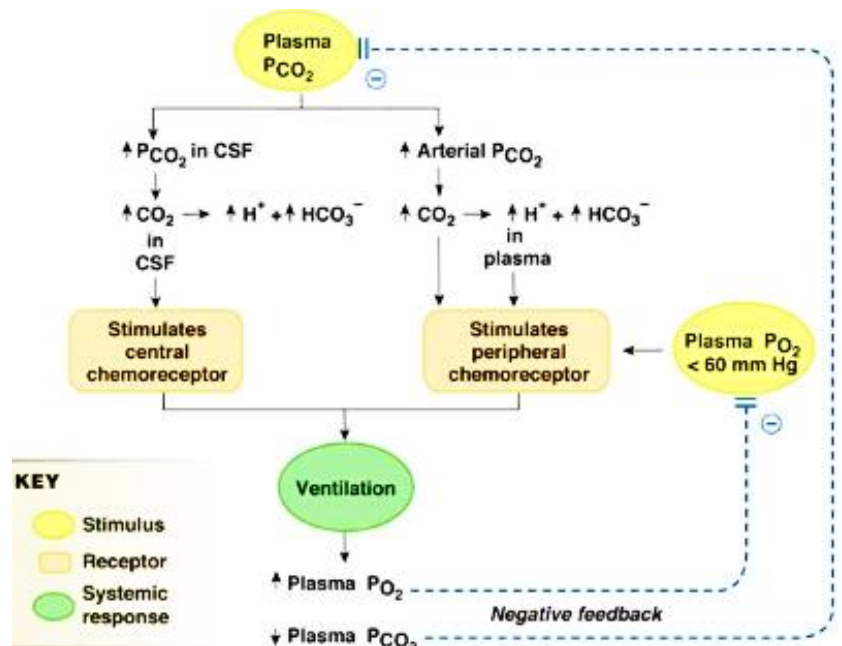 Plasma
PCO2
⊖
↑ PCO2 in CSF
↑ Arterial PCO2
↑ CO2 → ↑ H+ + ↑ HCO3−
in
CSF
↑ CO2 → ↑ H+ + ↑ HCO3−
in
plasma
Stimulates
central
chemoreceptor
Stimulates
peripheral
chemoreceptor
Plasma PO2
< 60 mm Hg
⊖
Ventilation
KEY
Stimulus
Receptor
Systemic
response
↑ Plasma PO2
Negative feedback
↓ Plasma PCO2